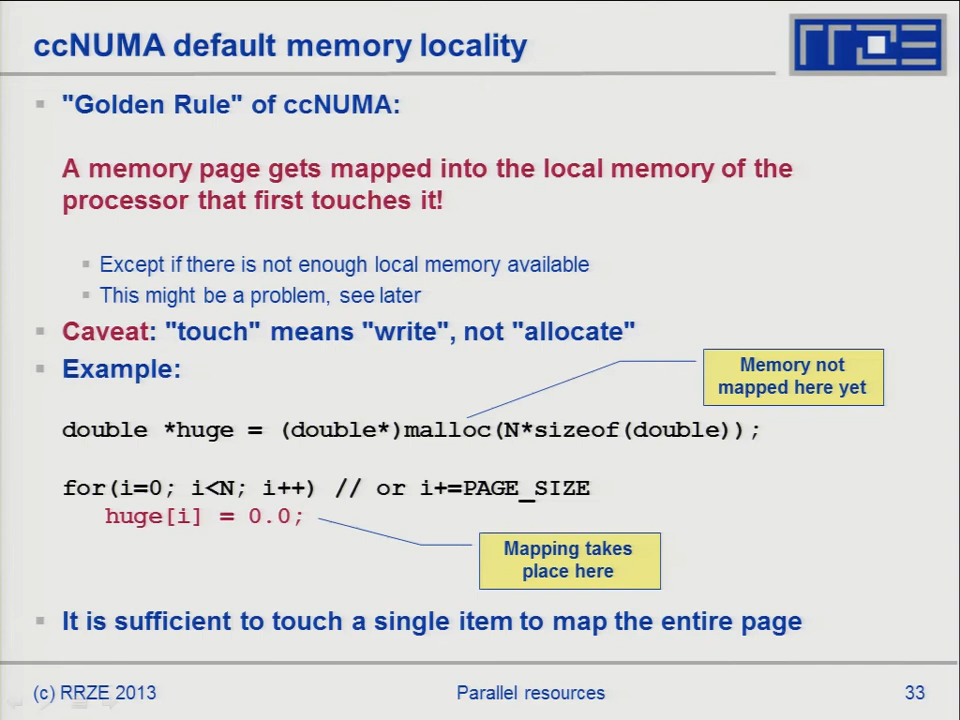 ccNUMA default memory locality
RRZE
"Golden Rule" of ccNUMA:
A memory page gets mapped into the local memory of the
processor that first touches it!
Except if there is not enough local memory available
This might be a problem, see later
Caveat: "touch" means "write", not "allocate"
Example:
Memory not
mapped here yet
double *huge = (double*)malloc(N*sizeof(double));
for(i=0; i<N; i++) // or i+=PAGE_SIZE
huge[i] = 0.0;
Mapping takes
place here
It is sufficient to touch a single item to map the entire page
(c) RRZE 2013
Parallel resources
33